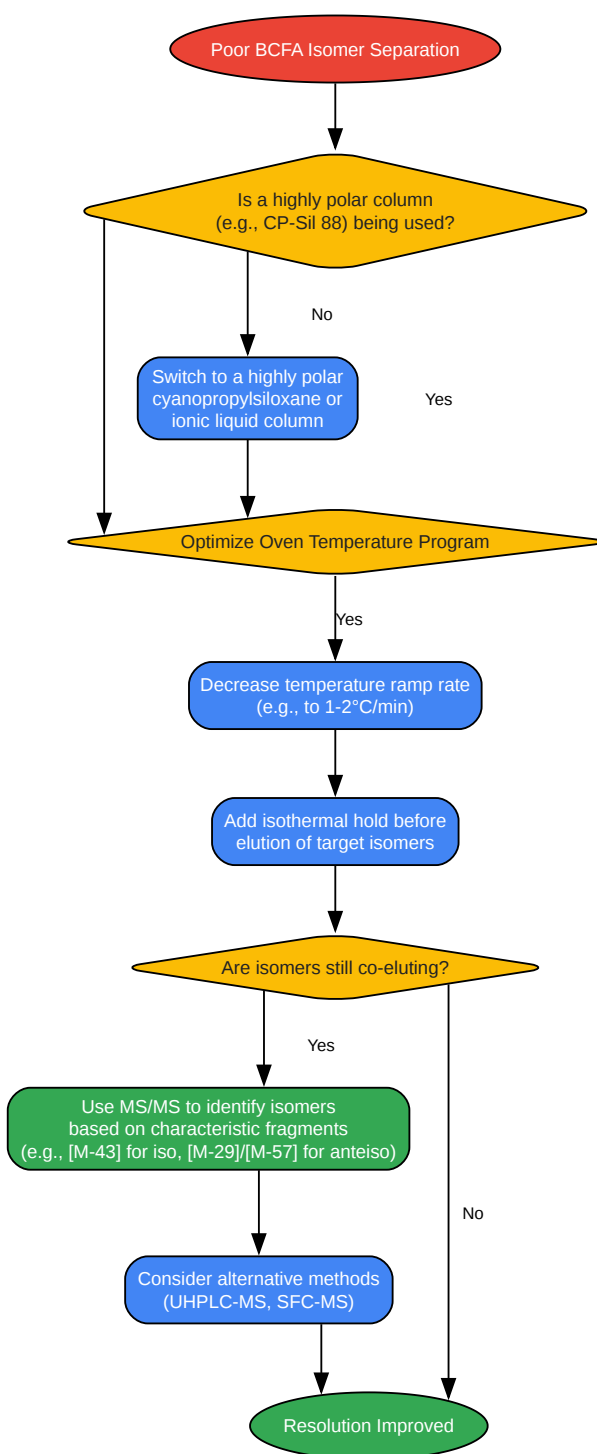 Poor BCFA Isomer Separation
Is a highly polar column
(e.g., CP-Sil 88) being used?
No
Switch to a highly polar
cyanopropylsiloxane or
ionic liquid column
Yes
Optimize Oven Temperature Program
Yes
Decrease temperature ramp rate
(e.g., to 1-2°C/min)
Add isothermal hold before
elution of target isomers
Are isomers still co-eluting?
Yes
Use MS/MS to identify isomers
based on characteristic fragments
(e.g., [M-43] for iso, [M-29]/[M-57] for anteiso)
No
Consider alternative methods
(UHPLC-MS, SFC-MS)
Resolution Improved